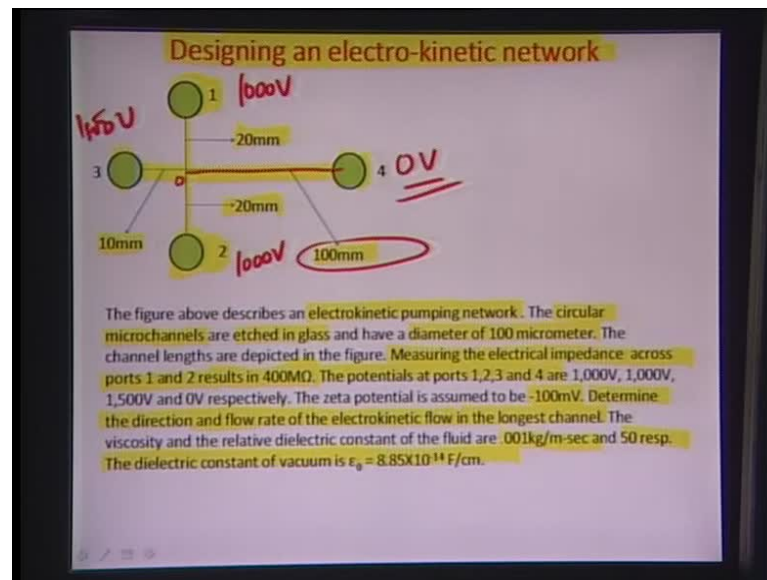 Designing an electro-kinetic network
1 1000V
1,500V
20mm
3
4 0V
0
20mm
10mm
2 1000V
100mm
The figure above describes an electrokinetic pumping network. The circular
microchannels are etched in glass and have a diameter of 100 micrometer. The
channel lengths are depicted in the figure. Measuring the electrical impedance across
ports 1 and 2 results in 400MΩ. The potentials at ports 1,2,3 and 4 are 1,000V, 1,000V,
1,500V and 0V respectively. The zeta potential is assumed to be -100mV. Determine
the direction and flow rate of the electrokinetic flow in the longest channel. The
viscosity and the relative dielectric constant of the fluid are .001kg/m-sec and 50 resp.
The dielectric constant of vacuum is ε₀ = 8.85X10⁻¹⁴ F/cm.